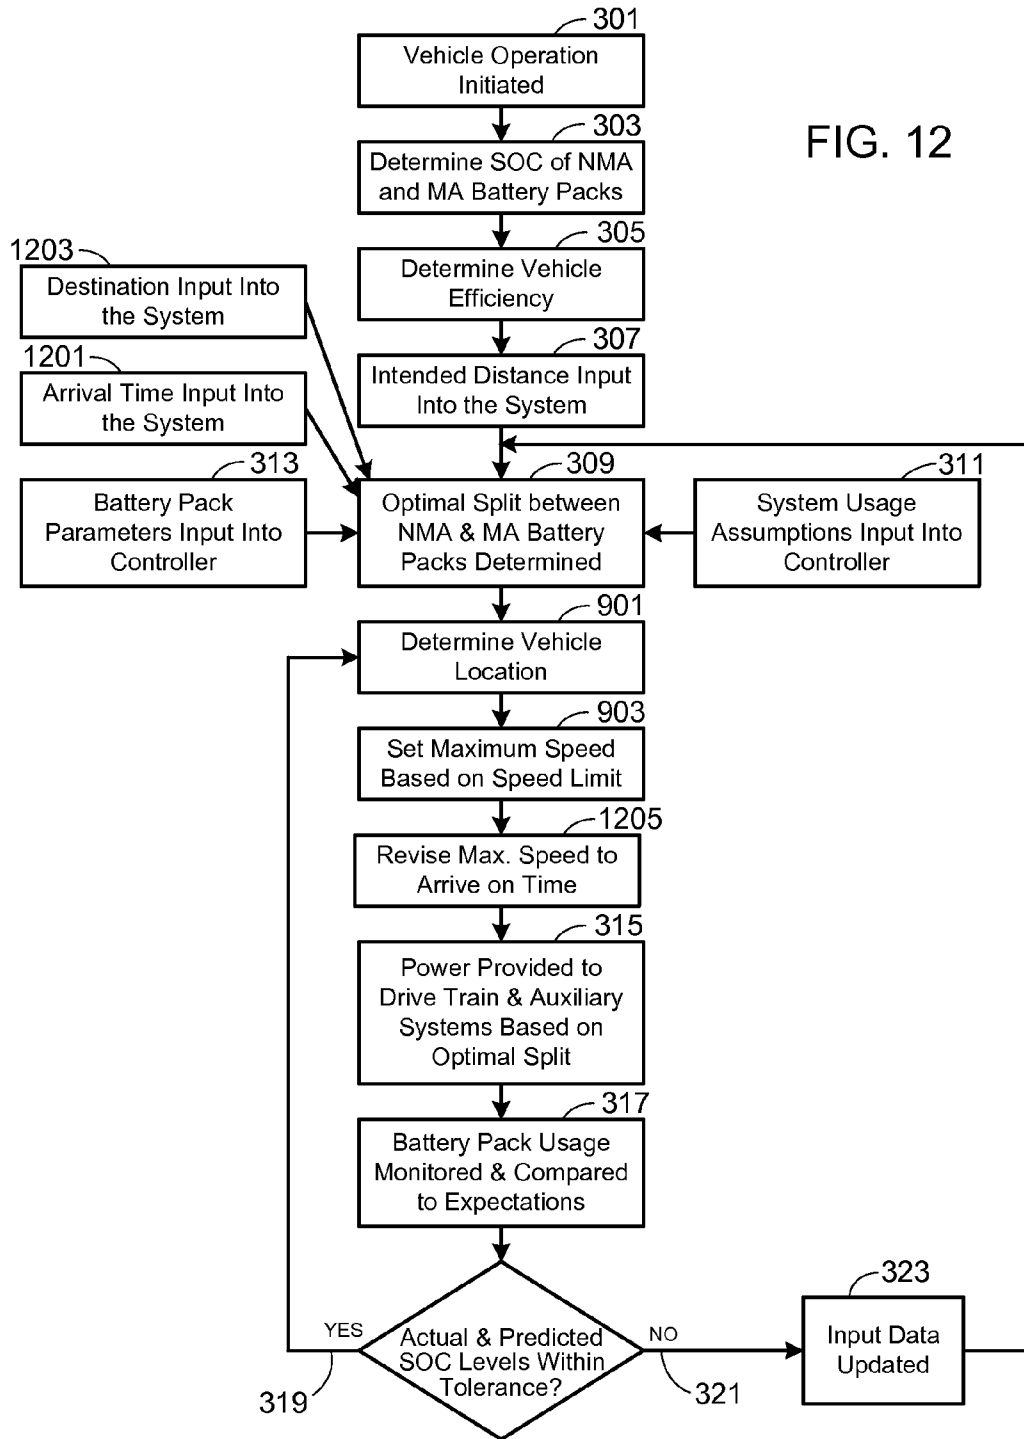 301
Vehicle Operation
Initiated
FIG. 12
303
Determine SOC of NMA
and MA Battery Packs
305
Determine Vehicle
Efficiency
1203
Destination Input Into
the System
307
Intended Distance Input
Into the System
1201
Arrival Time Input Into
the System
313
Battery Pack
Parameters Input Into
Controller
309
Optimal Split between
NMA & MA Battery
Packs Determined
311
System Usage
Assumptions Input Into
Controller
901
Determine Vehicle
Location
903
Set Maximum Speed
Based on Speed Limit
1205
Revise Max. Speed to
Arrive on Time
315
Power Provided to
Drive Train & Auxiliary
Systems Based on
Optimal Split
317
Battery Pack Usage
Monitored & Compared
to Expectations
YES
319
Actual & Predicted
SOC Levels Within
Tolerance?
NO
321
323
Input Data
Updated